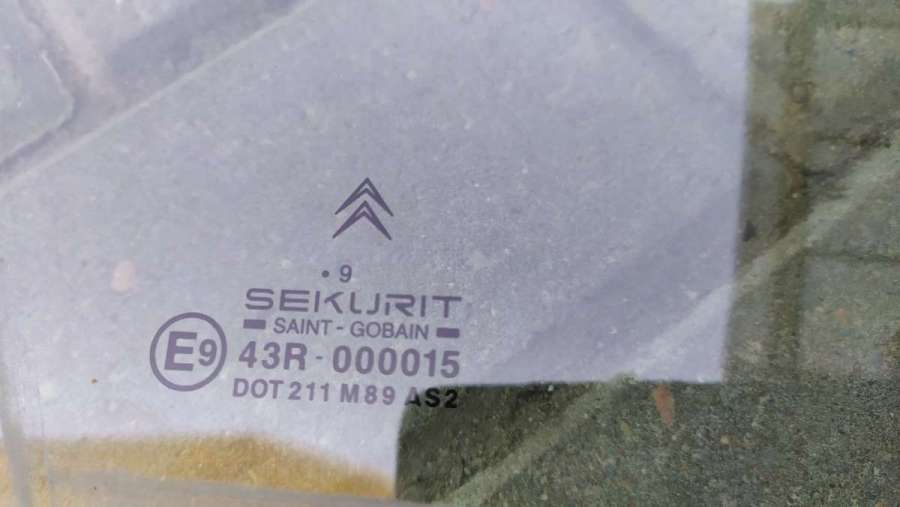 • 9
SEKURIT
SAINT - GOBAIN
E9 43R - 000015
DOT 211 M89 AS2